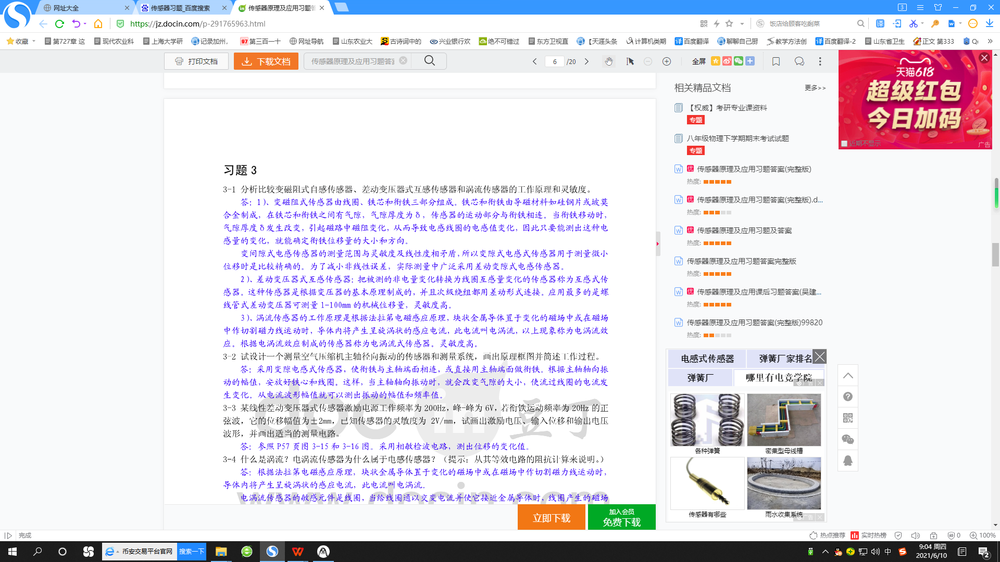 网址大全
传感器习题_百度搜索
传感器原理及应用习题答
3
https://jz.docin.com/p-291765963.html
饭店给顾客吃剩菜
收藏
第727章 这
现代农业科
上海大学研
记录加州，
第三百一十
网址导航
山东农业大
古诗词中的
兴业银行欢
绝不可错过
东方卫视直
【天涯头条
计算机类期
百度翻译
聊聊自己厨
教学方法创
百度翻译-2
山东省卫生
正文 第333
打印文档
下载文档
传感器原理及应用习题答案
6 /20
全屏
相关精品文档
更多>>
【权威】考研专业课资料
专题
八年级物理下学期期末考试试题
专题
传感器原理及应用习题答案(完整版)
热度:
传感器原理及应用习题答案(完整版).d...
热度:
传感器原理及应用习题及答案
热度:
传感器原理及应用习题答案完整版
热度:
传感器原理及应用课后习题答案(吴建...
热度:
传感器原理及应用习题答案(完整版)99820
热度:
天猫618
超级红包
今日加码
近期不显示
广告
习题 3
3-1 分析比较变磁阻式自感传感器、差动变压器式互感传感器和涡流传感器的工作原理和灵敏度。
答：1）、变磁阻式传感器由线圈、铁芯和衔铁三部分组成。铁芯和衔铁由导磁材料如硅钢片或坡莫
合金制成，在铁芯和衔铁之间有气隙，气隙厚度为δ，传感器的运动部分与衔铁相连。当衔铁移动时，
气隙厚度δ发生改变，引起磁路中磁阻变化，从而导致电感线圈的电感值变化，因此只要能测出这种电
感量的变化，就能确定衔铁位移量的大小和方向。
变间隙式电感传感器的测量范围与灵敏度及线性度相矛盾，所以变隙式电感式传感器用于测量微小
位移时是比较精确的。为了减小非线性误差，实际测量中广泛采用差动变隙式电感传感器。
2）、差动变压器式互感传感器：把被测的非电量变化转换为线圈互感量变化的传感器称为互感式传
感器。这种传感器是根据变压器的基本原理制成的，并且次级绕组都用差动形式连接。应用最多的是螺
线管式差动变压器可测量 1-100mm 的机械位移量，灵敏度高。
3）、涡流传感器的工作原理是根据法拉第电磁感应原理，块状金属导体置于变化的磁场中或在磁场
中作切割磁力线运动时，导体内将产生呈旋涡状的感应电流，此电流叫电涡流，以上现象称为电涡流效
应。根据电涡流效应制成的传感器称为电涡流式传感器。灵敏度高。
3-2 试设计一个测量空气压缩机主轴径向振动的传感器和测量系统，画出原理框图并简述工作过程。
答：采用变隙电感式传感器，使衔铁与主轴端面相连，或直接用主轴端面做衔铁。根据主轴轴向振
动的幅值，安放好铁心和线圈。这样，当主轴轴向振动时，就会改变气隙的大小，使流过线圈的电流发
生变化。从电流波形幅值就可以测出振动的幅值和频率值。
3-3 某线性差动变压器式传感器激励电源工作频率为 200Hz，峰-峰为 6V，若衔铁运动频率为 20Hz 的正
弦波，它的位移幅值为±2mm，已知传感器的灵敏度为 2V/mm，试画出激励电压、输入位移和输出电压
波形，并画出适当的测量电路。
答：参照 P57 页图 3-15 和 3-16 图。采用相敏检波电路，测出位移的变化值。
3-4 什么是涡流？电涡流传感器为什么属于电感传感器？（提示：从其等效电路的阻抗计算来说明。）
答：根据法拉第电磁感应原理，块状金属导体置于变化的磁场中或在磁场中作切割磁力线运动时，
导体内将产生呈旋涡状的感应电流，此电流叫电涡流。
电涡流传感器的敏感元件是线圈，当给线圈通以交变电流并使它接近金属导体时，线圈产生的磁场
doc in 豆丁
www.docin.com
立即下载
加入会员
免费下载
电感式传感器
弹簧厂家排名
弹簧厂
哪里有电竞学院
广告
各种弹簧
密集型母线槽
传感器有哪些
雨水收集系统
广告
完成
热点推荐
实时热榜
0
100%
币安交易平台官网
搜索一下
中
9:04 周四
2021/6/10
2